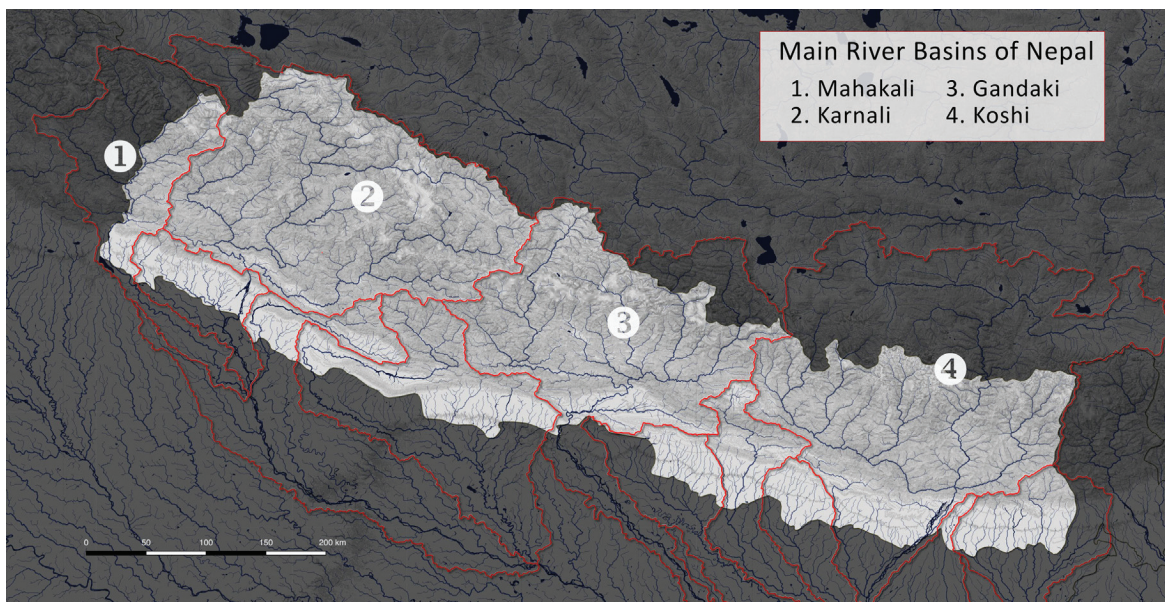 Main River Basins of Nepal
1. Mahakali 3. Gandaki
2. Karnali 4. Koshi
1
2
3
4
0 50 100 150 200 km